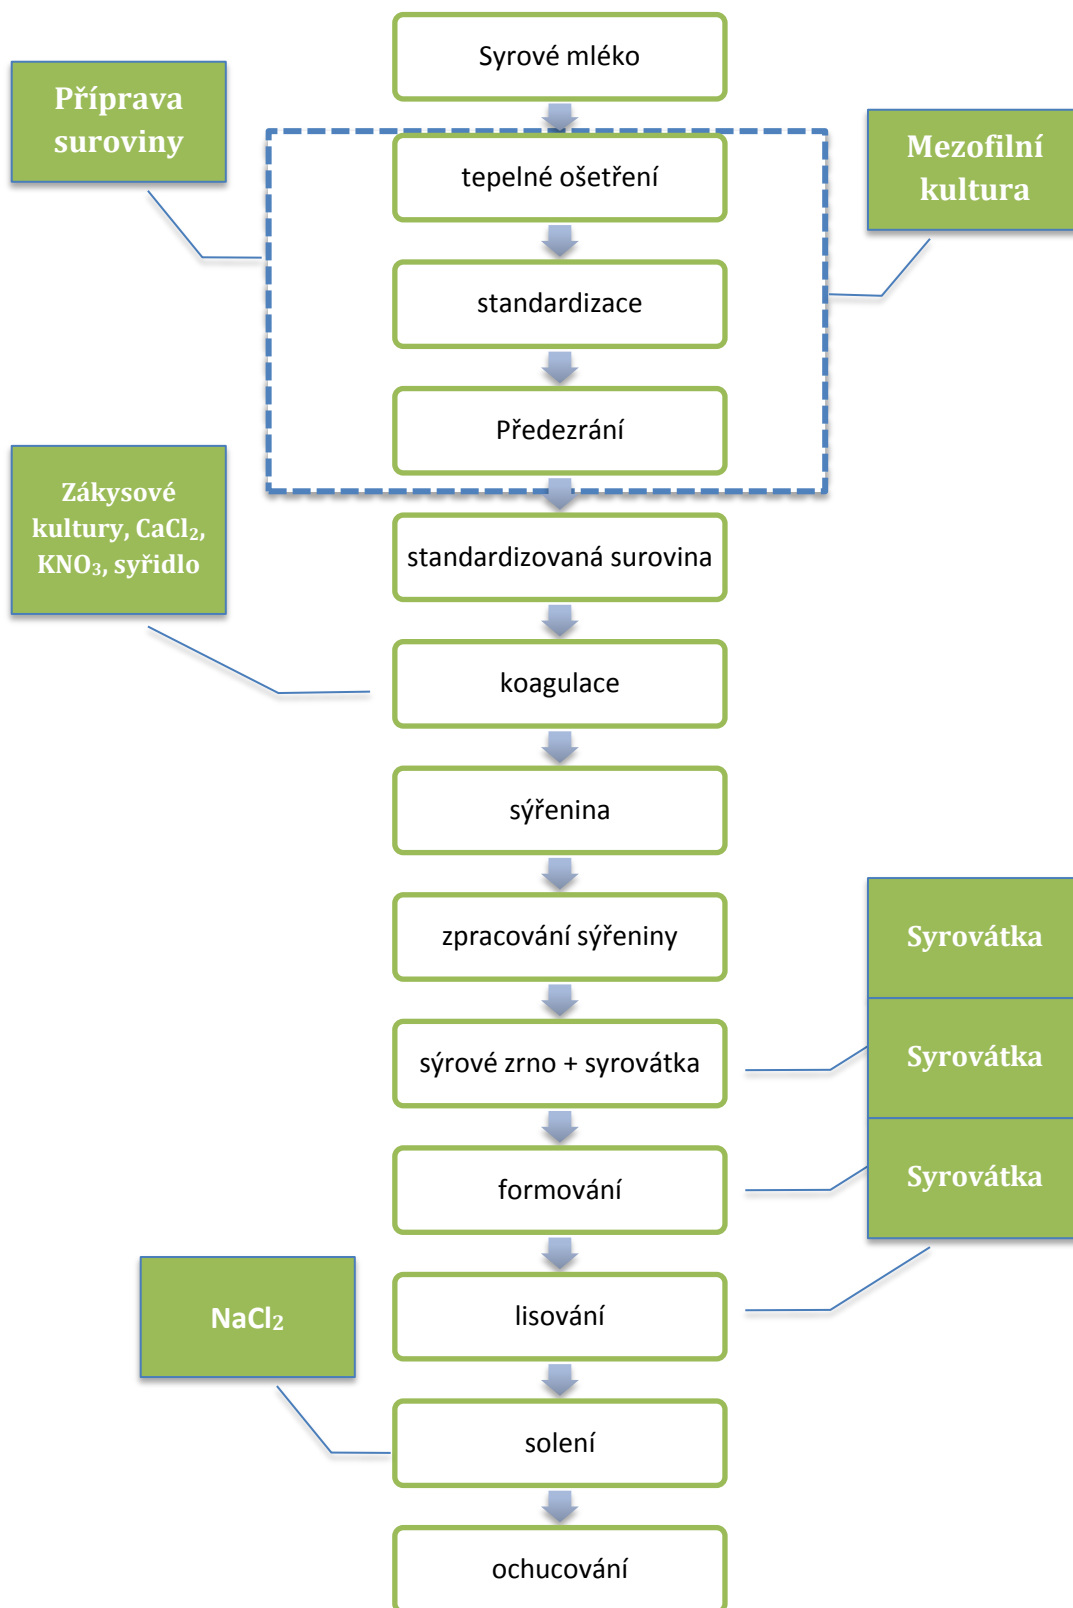 Syrové mléko
Příprava
suroviny
Mezofilní
kultura
tepelné ošetření
standardizace
Předezrání
Zákysové
kultury, CaCl₂,
KNO₃, syřidlo
standardizovaná surovina
koagulace
sýřenina
zpracování sýřeniny
Syrovátka
sýrové zrno + syrovátka
Syrovátka
formování
Syrovátka
lisování
NaCl₂
solení
ochucování